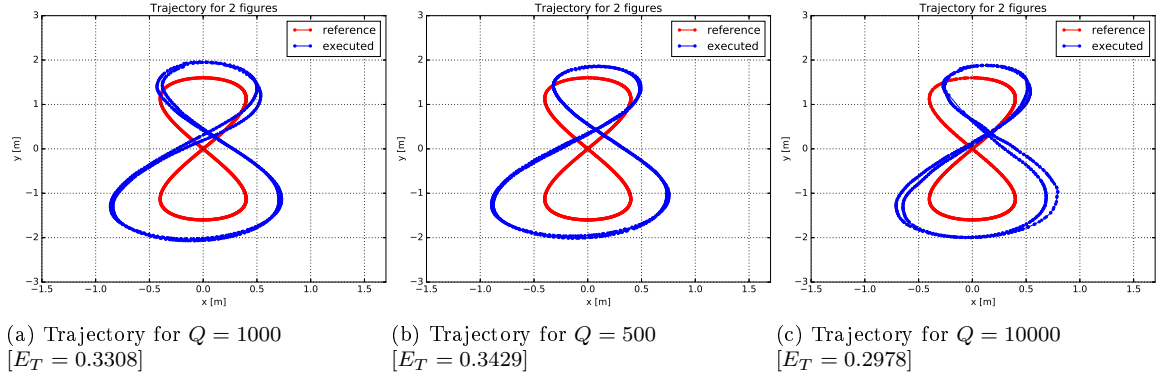 Trajectory for 2 figures
reference
executed
3
2
1
0
−1
−2
−3
y [m]
−1.5 −1.0 −0.5 0.0 0.5 1.0 1.5
x [m]
(a) Trajectory for Q = 1000
[E_T = 0.3308]
Trajectory for 2 figures
reference
executed
3
2
1
0
−1
−2
−3
y [m]
−1.5 −1.0 −0.5 0.0 0.5 1.0 1.5
x [m]
(b) Trajectory for Q = 500
[E_T = 0.3429]
Trajectory for 2 figures
reference
executed
3
2
1
0
−1
−2
−3
y [m]
−1.5 −1.0 −0.5 0.0 0.5 1.0 1.5
x [m]
(c) Trajectory for Q = 10000
[E_T = 0.2978]